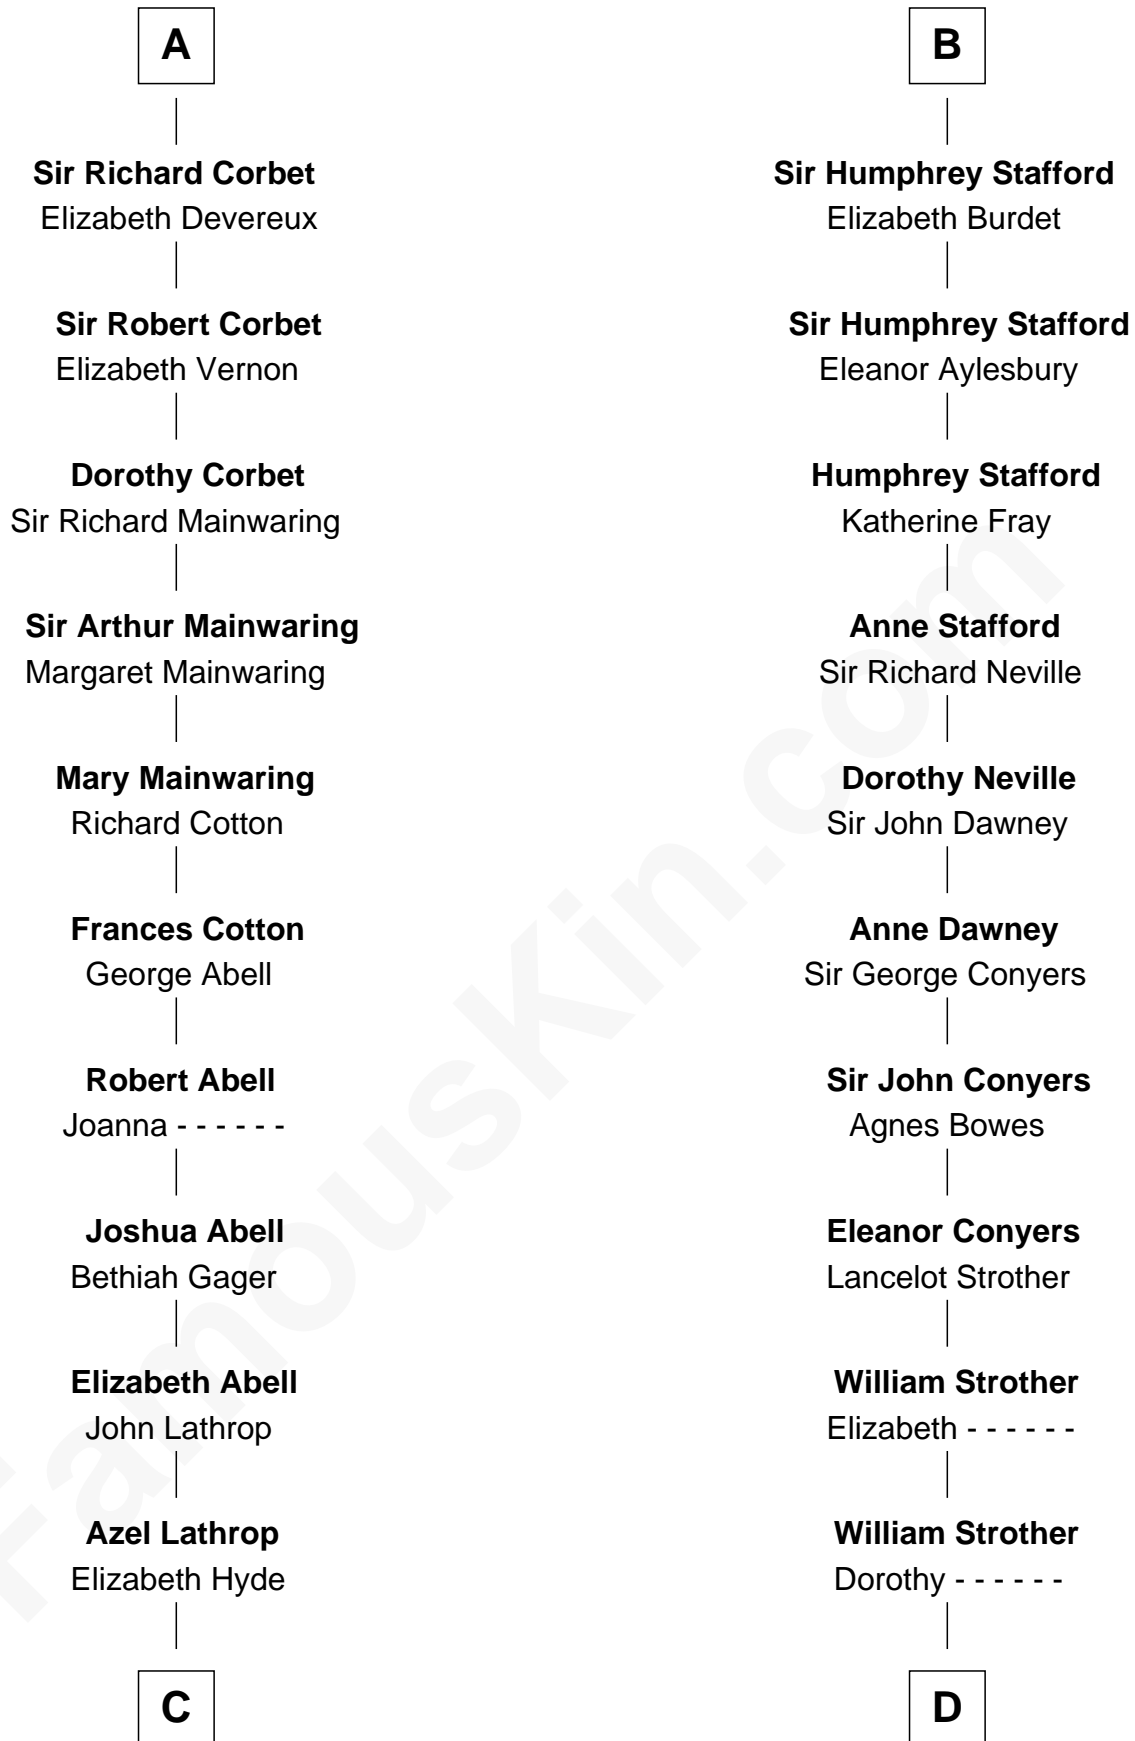 A
Sir Richard Corbet
Elizabeth Devereux
Sir Robert Corbet
Elizabeth Vernon
Dorothy Corbet
Sir Richard Mainwaring
Sir Arthur Mainwaring
Margaret Mainwaring
Mary Mainwaring
Richard Cotton
Frances Cotton
George Abell
Robert Abell
Joanna - - - - - -
Joshua Abell
Bethiah Gager
Elizabeth Abell
John Lathrop
Azel Lathrop
Elizabeth Hyde
C
B
Sir Humphrey Stafford
Elizabeth Burdet
Sir Humphrey Stafford
Eleanor Aylesbury
Humphrey Stafford
Katherine Fray
Anne Stafford
Sir Richard Neville
Dorothy Neville
Sir John Dawney
Anne Dawney
Sir George Conyers
Sir John Conyers
Agnes Bowes
Eleanor Conyers
Lancelot Strother
William Strother
Elizabeth - - - - - -
William Strother
Dorothy - - - - - -
D
FamousKin.com